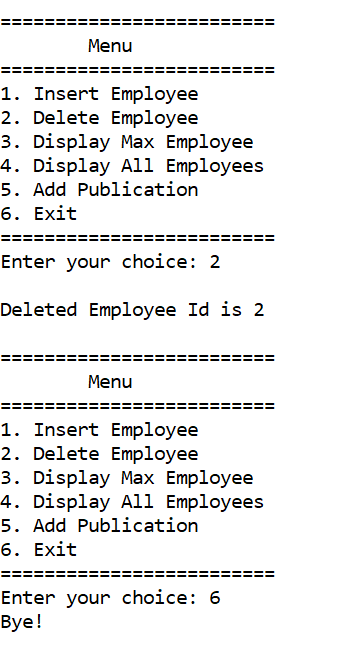 =========================
Menu
=========================
1. Insert Employee
2. Delete Employee
3. Display Max Employee
4. Display All Employees
5. Add Publication
6. Exit
=========================
Enter your choice: 2
Deleted Employee Id is 2
=========================
Menu
=========================
1. Insert Employee
2. Delete Employee
3. Display Max Employee
4. Display All Employees
5. Add Publication
6. Exit
=========================
Enter your choice: 6
Bye!